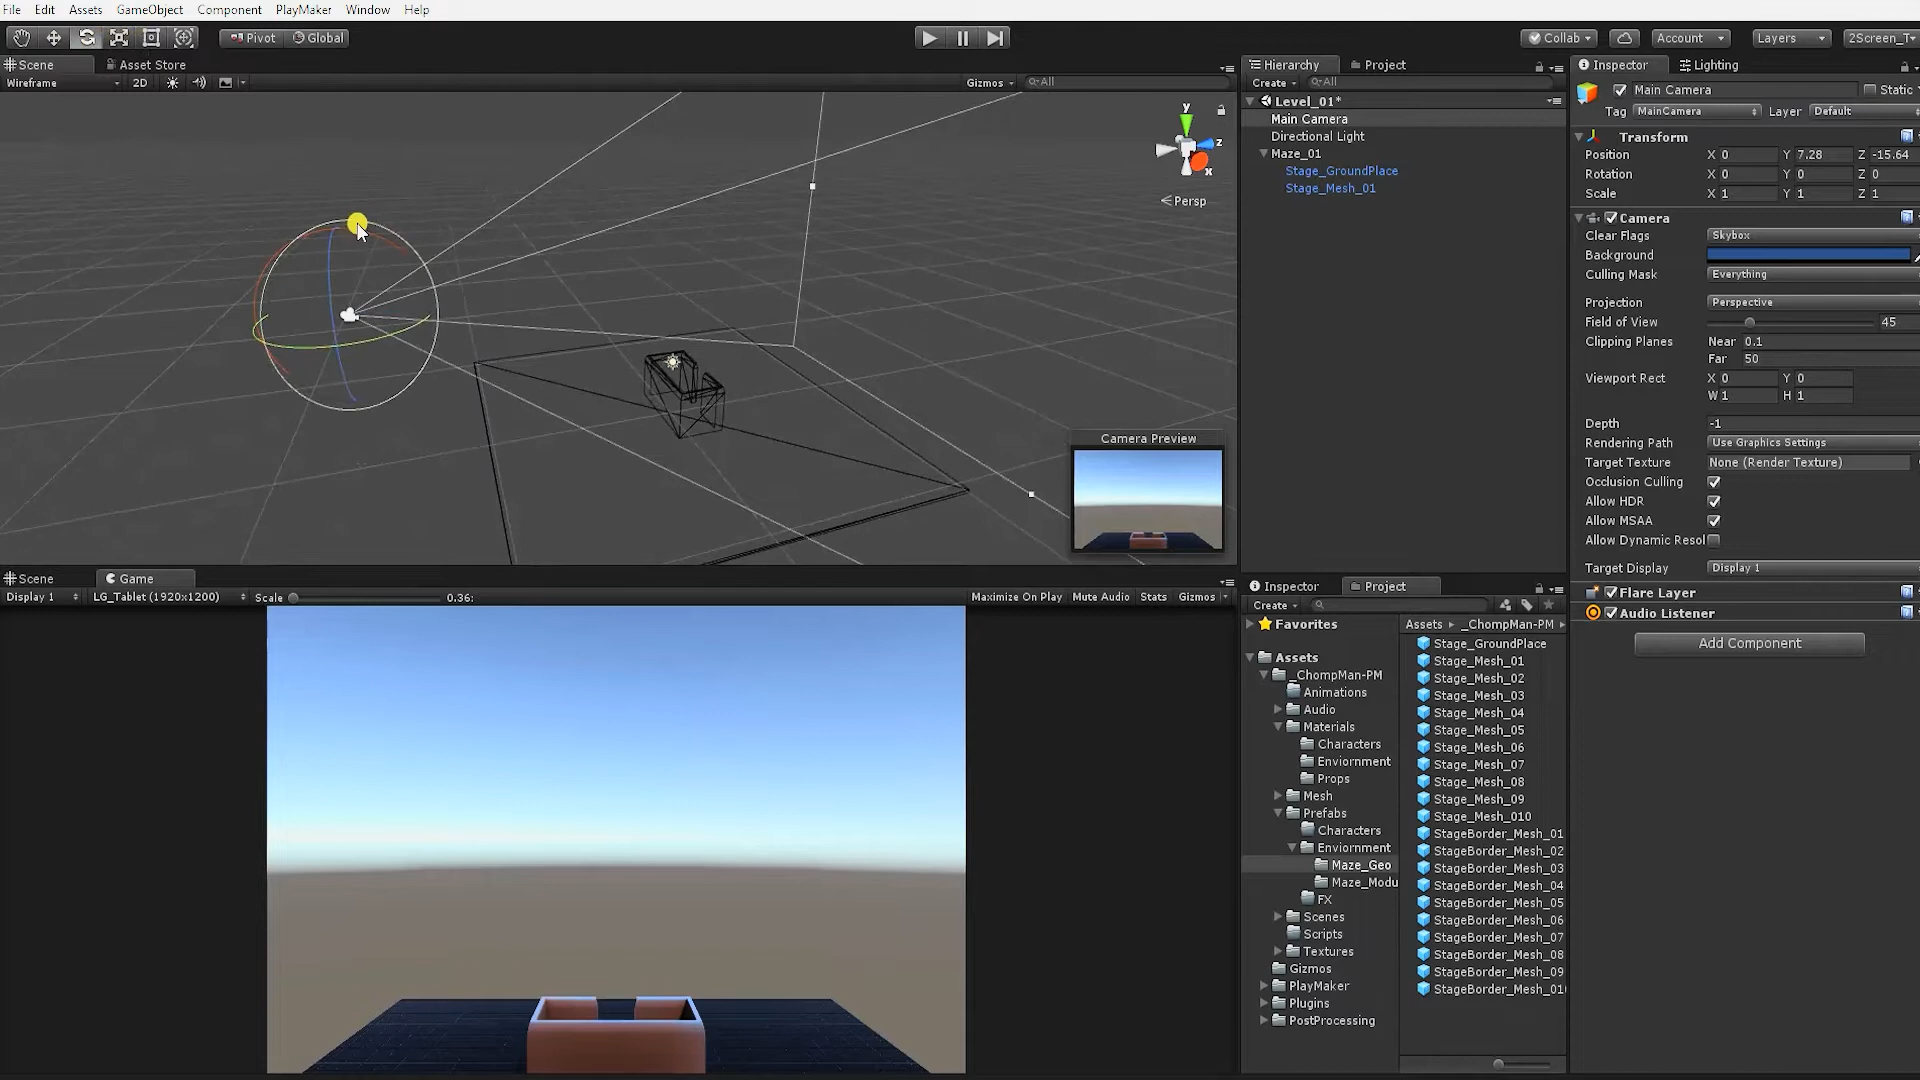 File Edit Assets GameObject Component PlayMaker Window Help
Pivot Global Collab Account Layers 2Screen_T
Scene Asset Store
Wireframe 2D Gizmos All
y z x
Persp
Camera Preview
Hierarchy Project
Create All
Level_01*
Main Camera
Directional Light
Maze_01
Stage_GroundPlace
Stage_Mesh_01
Inspector Lighting
Main Camera Static
Tag MainCamera Layer Default
Transform
Position X 0 Y 7.28 Z -15.64
Rotation X 0 Y 0 Z 0
Scale X 1 Y 1 Z 1
Camera
Clear Flags Skybox
Background
Culling Mask Everything
Projection Perspective
Field of View 45
Clipping Planes Near 0.1
Far 50
Viewport Rect X 0 Y 0
W 1 H 1
Depth -1
Rendering Path Use Graphics Settings
Target Texture None (Render Texture)
Occlusion Culling
Allow HDR
Allow MSAA
Allow Dynamic Resol
Target Display Display 1
Flare Layer
Audio Listener
Add Component
Scene Game
Display 1 LG_Tablet (1920x1200) Scale 0.36: Maximize On Play Mute Audio Stats Gizmos
Inspector Project
Create
Favorites
Assets
_ChompMan-PM
Animations
Audio
Materials
Characters
Enviornment
Props
Mesh
Prefabs
Characters
Enviornment
Maze_Geo
Maze_Modu
FX
Scenes
Scripts
Textures
Gizmos
PlayMaker
Plugins
PostProcessing
Assets _ChompMan-PM
Stage_GroundPlace
Stage_Mesh_01
Stage_Mesh_02
Stage_Mesh_03
Stage_Mesh_04
Stage_Mesh_05
Stage_Mesh_06
Stage_Mesh_07
Stage_Mesh_08
Stage_Mesh_09
Stage_Mesh_010
StageBorder_Mesh_01
StageBorder_Mesh_02
StageBorder_Mesh_03
StageBorder_Mesh_04
StageBorder_Mesh_05
StageBorder_Mesh_06
StageBorder_Mesh_07
StageBorder_Mesh_08
StageBorder_Mesh_09
StageBorder_Mesh_01